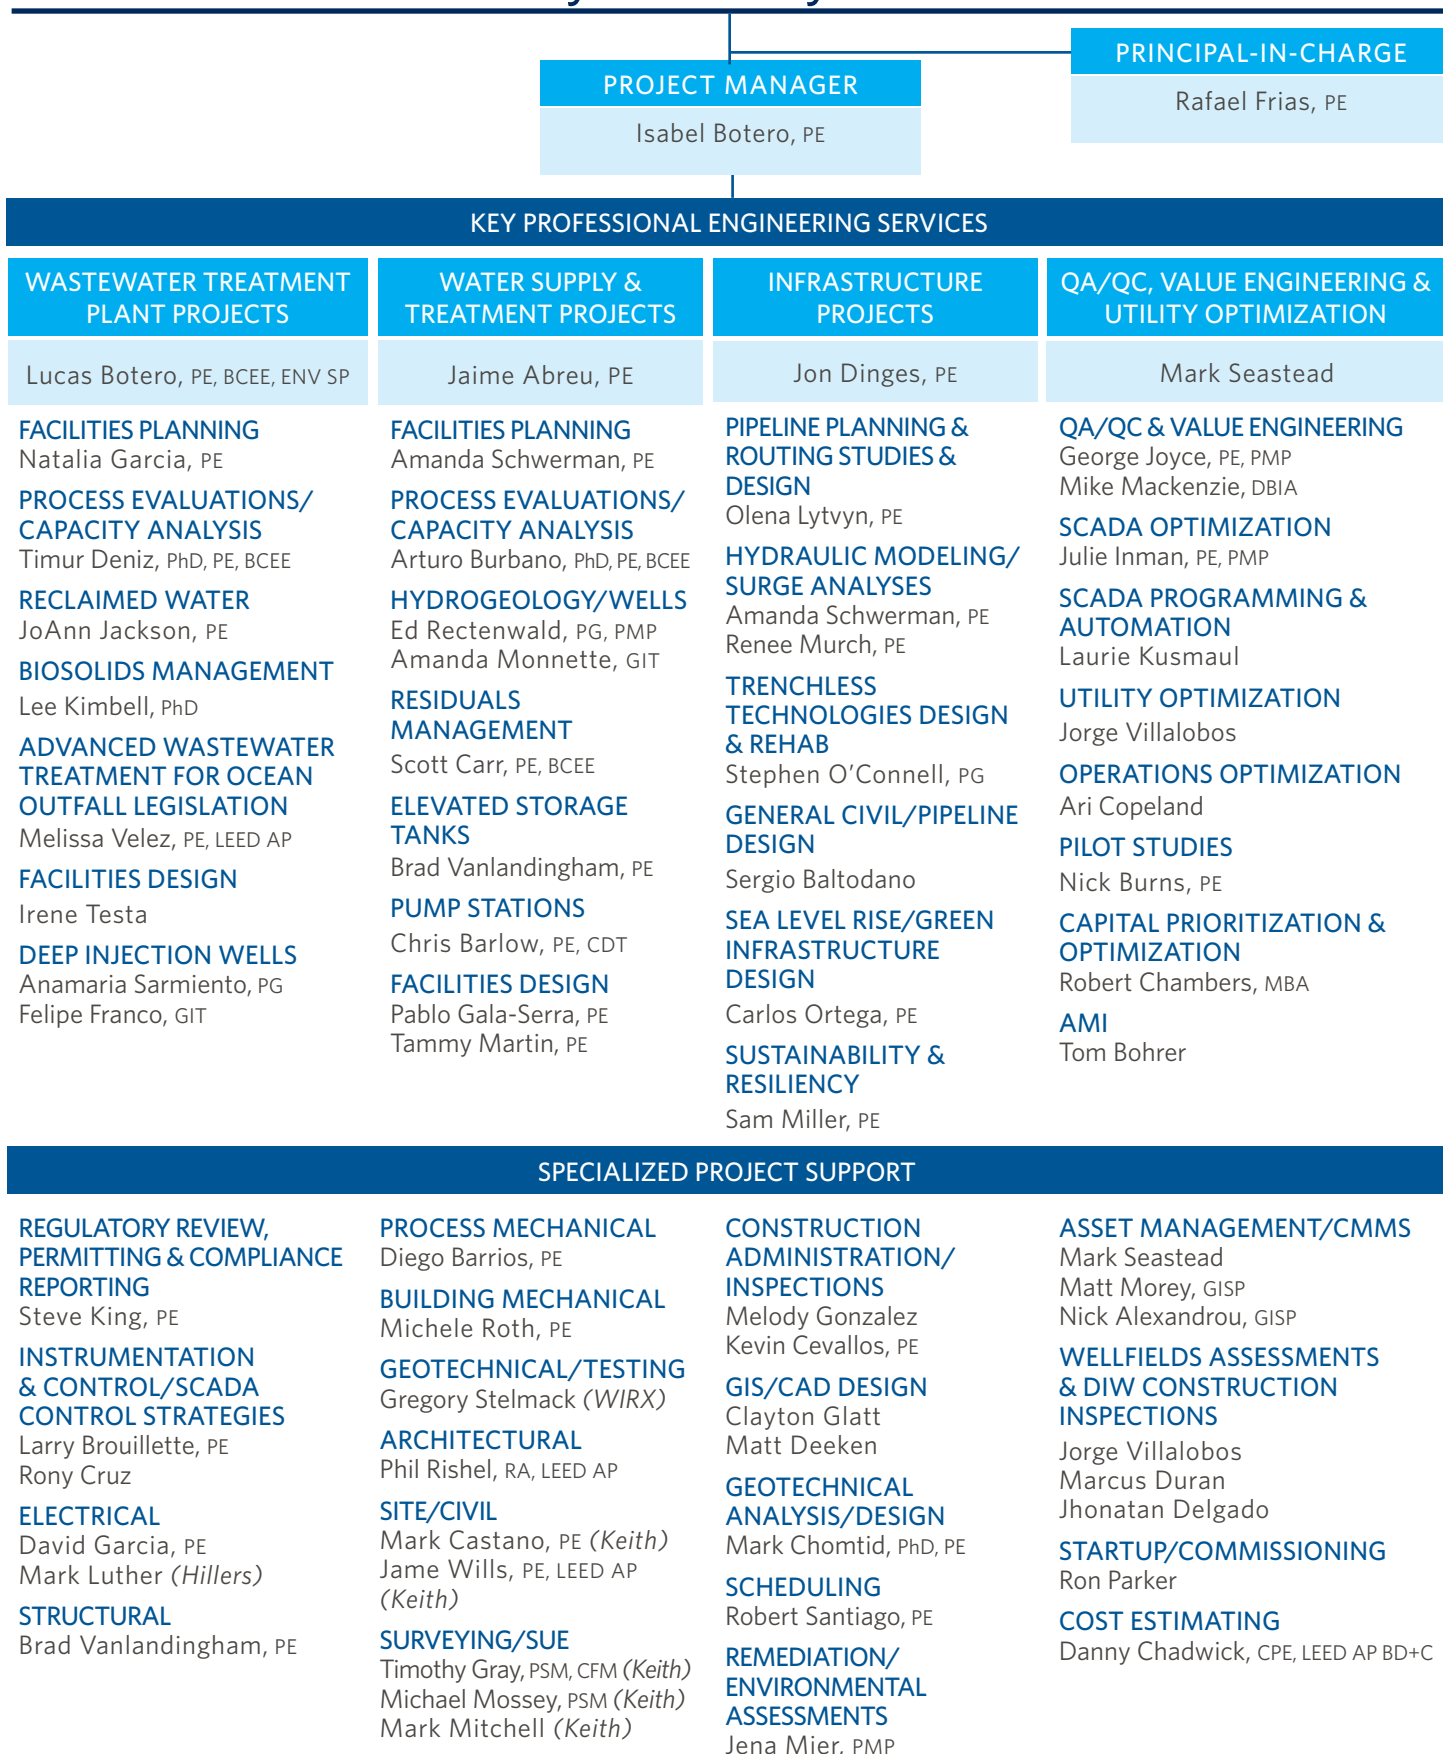 PRINCIPAL-IN-CHARGE
Rafael Frias, PE
PROJECT MANAGER
Isabel Botero, PE
KEY PROFESSIONAL ENGINEERING SERVICES
WASTEWATER TREATMENT
PLANT PROJECTS
Lucas Botero, PE, BCEE, ENV SP
FACILITIES PLANNING
Natalia Garcia, PE
PROCESS EVALUATIONS/
CAPACITY ANALYSIS
Timur Deniz, PhD, PE, BCEE
RECLAIMED WATER
JoAnn Jackson, PE
BIOSOLIDS MANAGEMENT
Lee Kimbell, PhD
ADVANCED WASTEWATER
TREATMENT FOR OCEAN
OUTFALL LEGISLATION
Melissa Velez, PE, LEED AP
FACILITIES DESIGN
Irene Testa
DEEP INJECTION WELLS
Anamaria Sarmiento, PG
Felipe Franco, GIT
WATER SUPPLY &
TREATMENT PROJECTS
Jaime Abreu, PE
FACILITIES PLANNING
Amanda Schwerman, PE
PROCESS EVALUATIONS/
CAPACITY ANALYSIS
Arturo Burbano, PhD, PE, BCEE
HYDROGEOLOGY/WELLS
Ed Rectenwald, PG, PMP
Amanda Monnette, GIT
RESIDUALS
MANAGEMENT
Scott Carr, PE, BCEE
ELEVATED STORAGE
TANKS
Brad Vanlandingham, PE
PUMP STATIONS
Chris Barlow, PE, CDT
FACILITIES DESIGN
Pablo Gala-Serra, PE
Tammy Martin, PE
INFRASTRUCTURE
PROJECTS
Jon Dinges, PE
PIPELINE PLANNING &
ROUTING STUDIES &
DESIGN
Olena Lytvyn, PE
HYDRAULIC MODELING/
SURGE ANALYSES
Amanda Schwerman, PE
Renee Murch, PE
TRENCHLESS
TECHNOLOGIES DESIGN
& REHAB
Stephen O'Connell, PG
GENERAL CIVIL/PIPELINE
DESIGN
Sergio Baltodano
SEA LEVEL RISE/GREEN
INFRASTRUCTURE
DESIGN
Carlos Ortega, PE
SUSTAINABILITY &
RESILIENCY
Sam Miller, PE
QA/QC, VALUE ENGINEERING &
UTILITY OPTIMIZATION
Mark Seastead
QA/QC & VALUE ENGINEERING
George Joyce, PE, PMP
Mike Mackenzie, DBIA
SCADA OPTIMIZATION
Julie Inman, PE, PMP
SCADA PROGRAMMING &
AUTOMATION
Laurie Kusmaul
UTILITY OPTIMIZATION
Jorge Villalobos
OPERATIONS OPTIMIZATION
Ari Copeland
PILOT STUDIES
Nick Burns, PE
CAPITAL PRIORITIZATION &
OPTIMIZATION
Robert Chambers, MBA
AMI
Tom Bohrer
SPECIALIZED PROJECT SUPPORT
REGULATORY REVIEW,
PERMITTING & COMPLIANCE
REPORTING
Steve King, PE
INSTRUMENTATION
& CONTROL/SCADA
CONTROL STRATEGIES
Larry Brouillette, PE
Rony Cruz
ELECTRICAL
David Garcia, PE
Mark Luther (Hillers)
STRUCTURAL
Brad Vanlandingham, PE
PROCESS MECHANICAL
Diego Barrios, PE
BUILDING MECHANICAL
Michele Roth, PE
GEOTECHNICAL/TESTING
Gregory Stelmack (WIRX)
ARCHITECTURAL
Phil Rishel, RA, LEED AP
SITE/CIVIL
Mark Castano, PE (Keith)
Jame Wills, PE, LEED AP
(Keith)
SURVEYING/SUE
Timothy Gray, PSM, CFM (Keith)
Michael Mossey, PSM (Keith)
Mark Mitchell (Keith)
CONSTRUCTION
ADMINISTRATION/
INSPECTIONS
Melody Gonzalez
Kevin Cevallos, PE
GIS/CAD DESIGN
Clayton Glatt
Matt Deeken
GEOTECHNICAL
ANALYSIS/DESIGN
Mark Chomtid, PhD, PE
SCHEDULING
Robert Santiago, PE
REMEDIATION/
ENVIRONMENTAL
ASSESSMENTS
Jena Mier, PMP
ASSET MANAGEMENT/CMMS
Mark Seastead
Matt Morey, GISP
Nick Alexandrou, GISP
WELLFIELDS ASSESSMENTS
& DIW CONSTRUCTION
INSPECTIONS
Jorge Villalobos
Marcus Duran
Jhonatan Delgado
STARTUP/COMMISSIONING
Ron Parker
COST ESTIMATING
Danny Chadwick, CPE, LEED AP BD+C